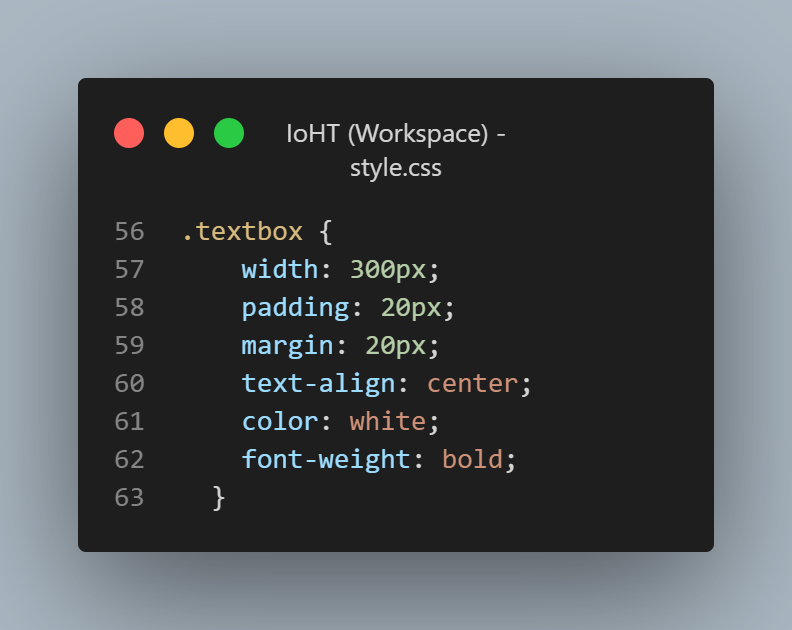 IoHT (Workspace) -
style.css
56 .textbox {
57     width: 300px;
58     padding: 20px;
59     margin: 20px;
60     text-align: center;
61     color: white;
62     font-weight: bold;
63   }